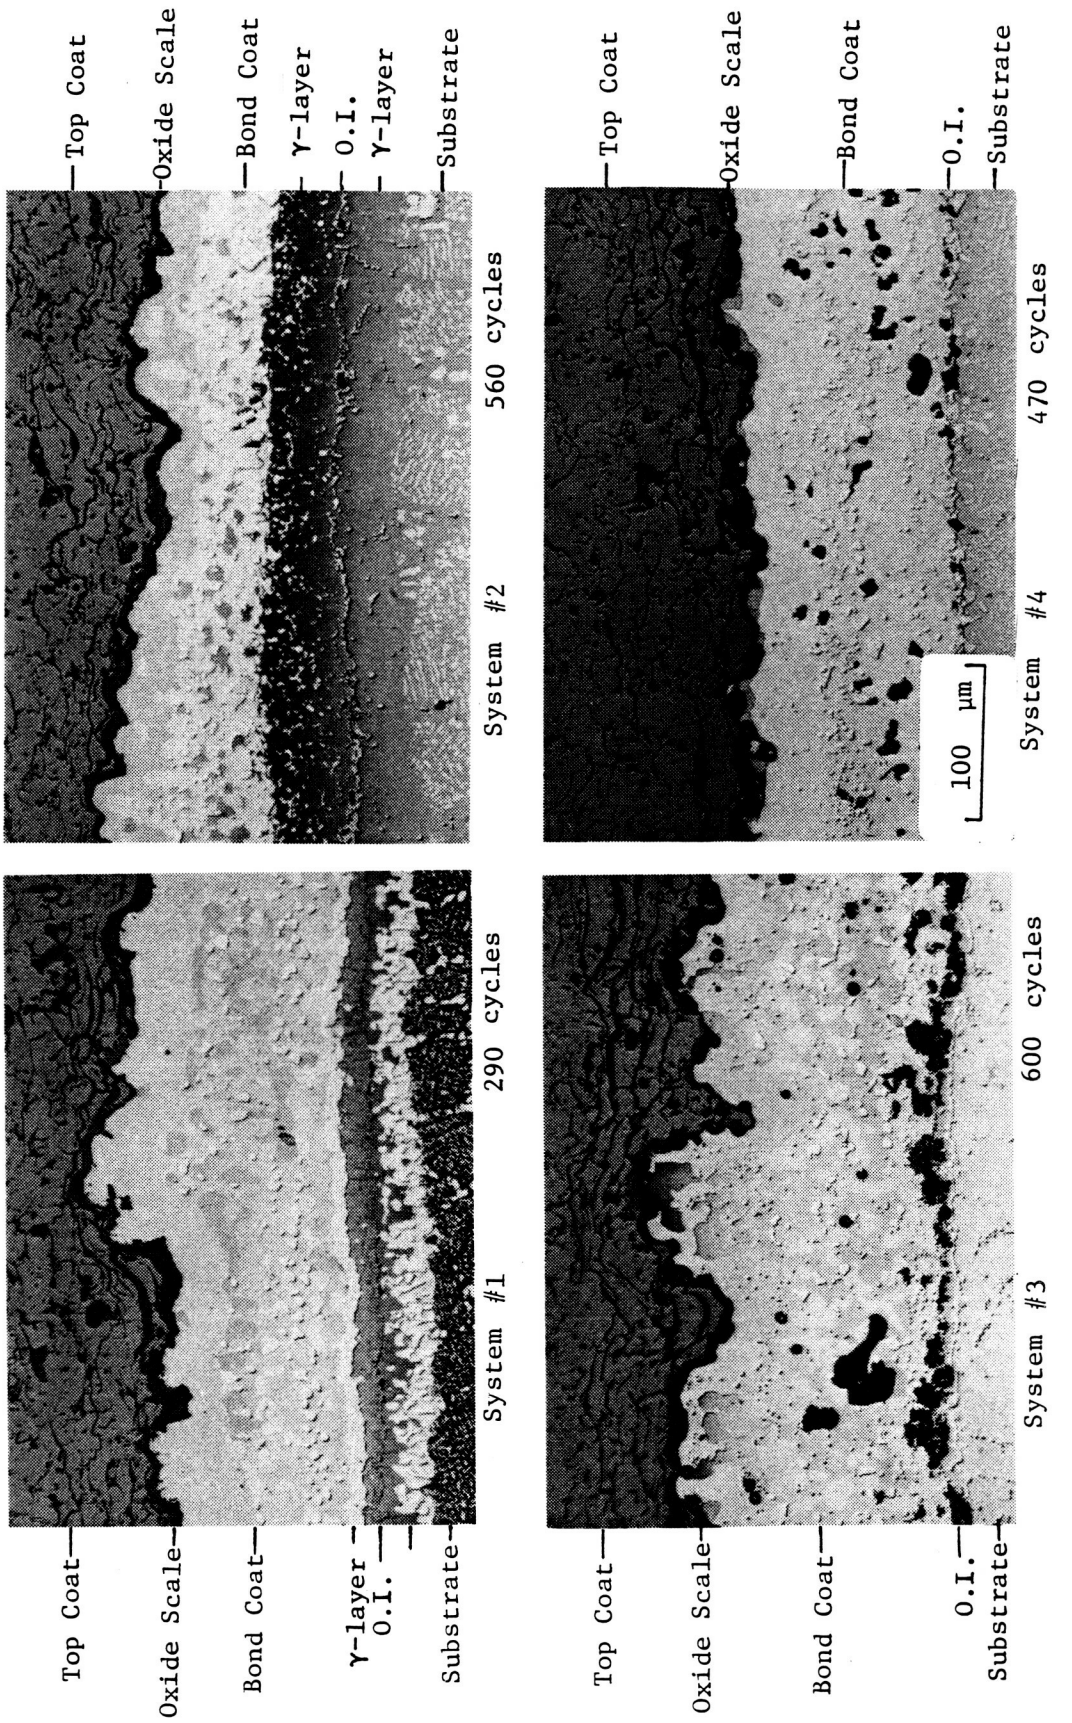 Top Coat
Oxide Scale
Bond Coat
γ-layer
O.I.
Substrate
System #1 290 cycles
Top Coat
Oxide Scale
Bond Coat
γ-layer
O.I.
γ-layer
Substrate
System #2 560 cycles
Top Coat
Oxide Scale
Bond Coat
O.I.
Substrate
System #3 600 cycles
Top Coat
Oxide Scale
Bond Coat
O.I.
Substrate
100 μm
System #4 470 cycles